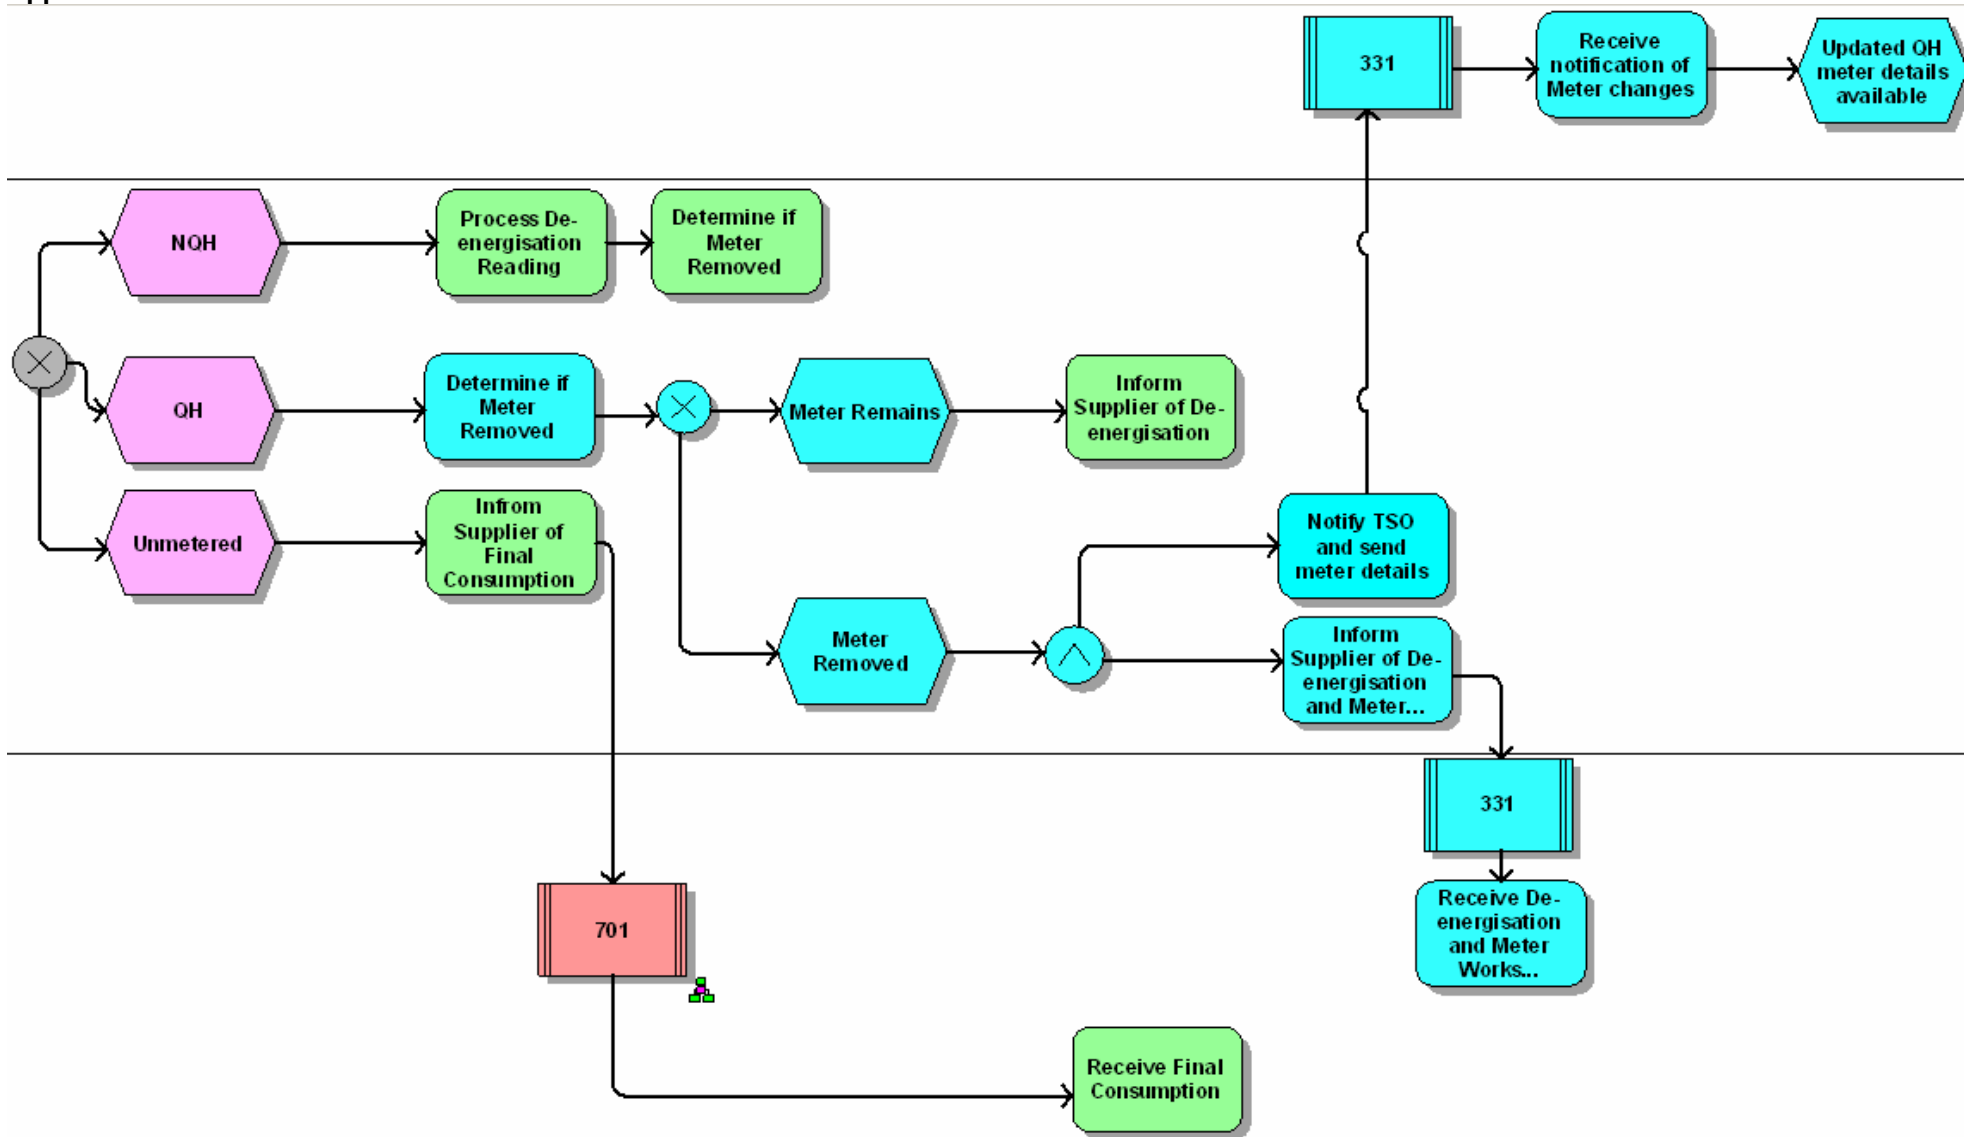 331
Receive
notification of
Meter changes
Updated QH
meter details
available
NQH
Process De-
energisation
Reading
Determine if
Meter
Removed
QH
Determine if
Meter
Removed
Meter Remains
Inform
Supplier of De-
energisation
Unmetered
Infrom
Supplier of
Final
Consumption
Notify TSO
and send
meter details
Meter
Removed
Inform
Supplier of De-
energisation
and Meter...
331
Receive De-
energisation
and Meter
Works...
701
Receive Final
Consumption